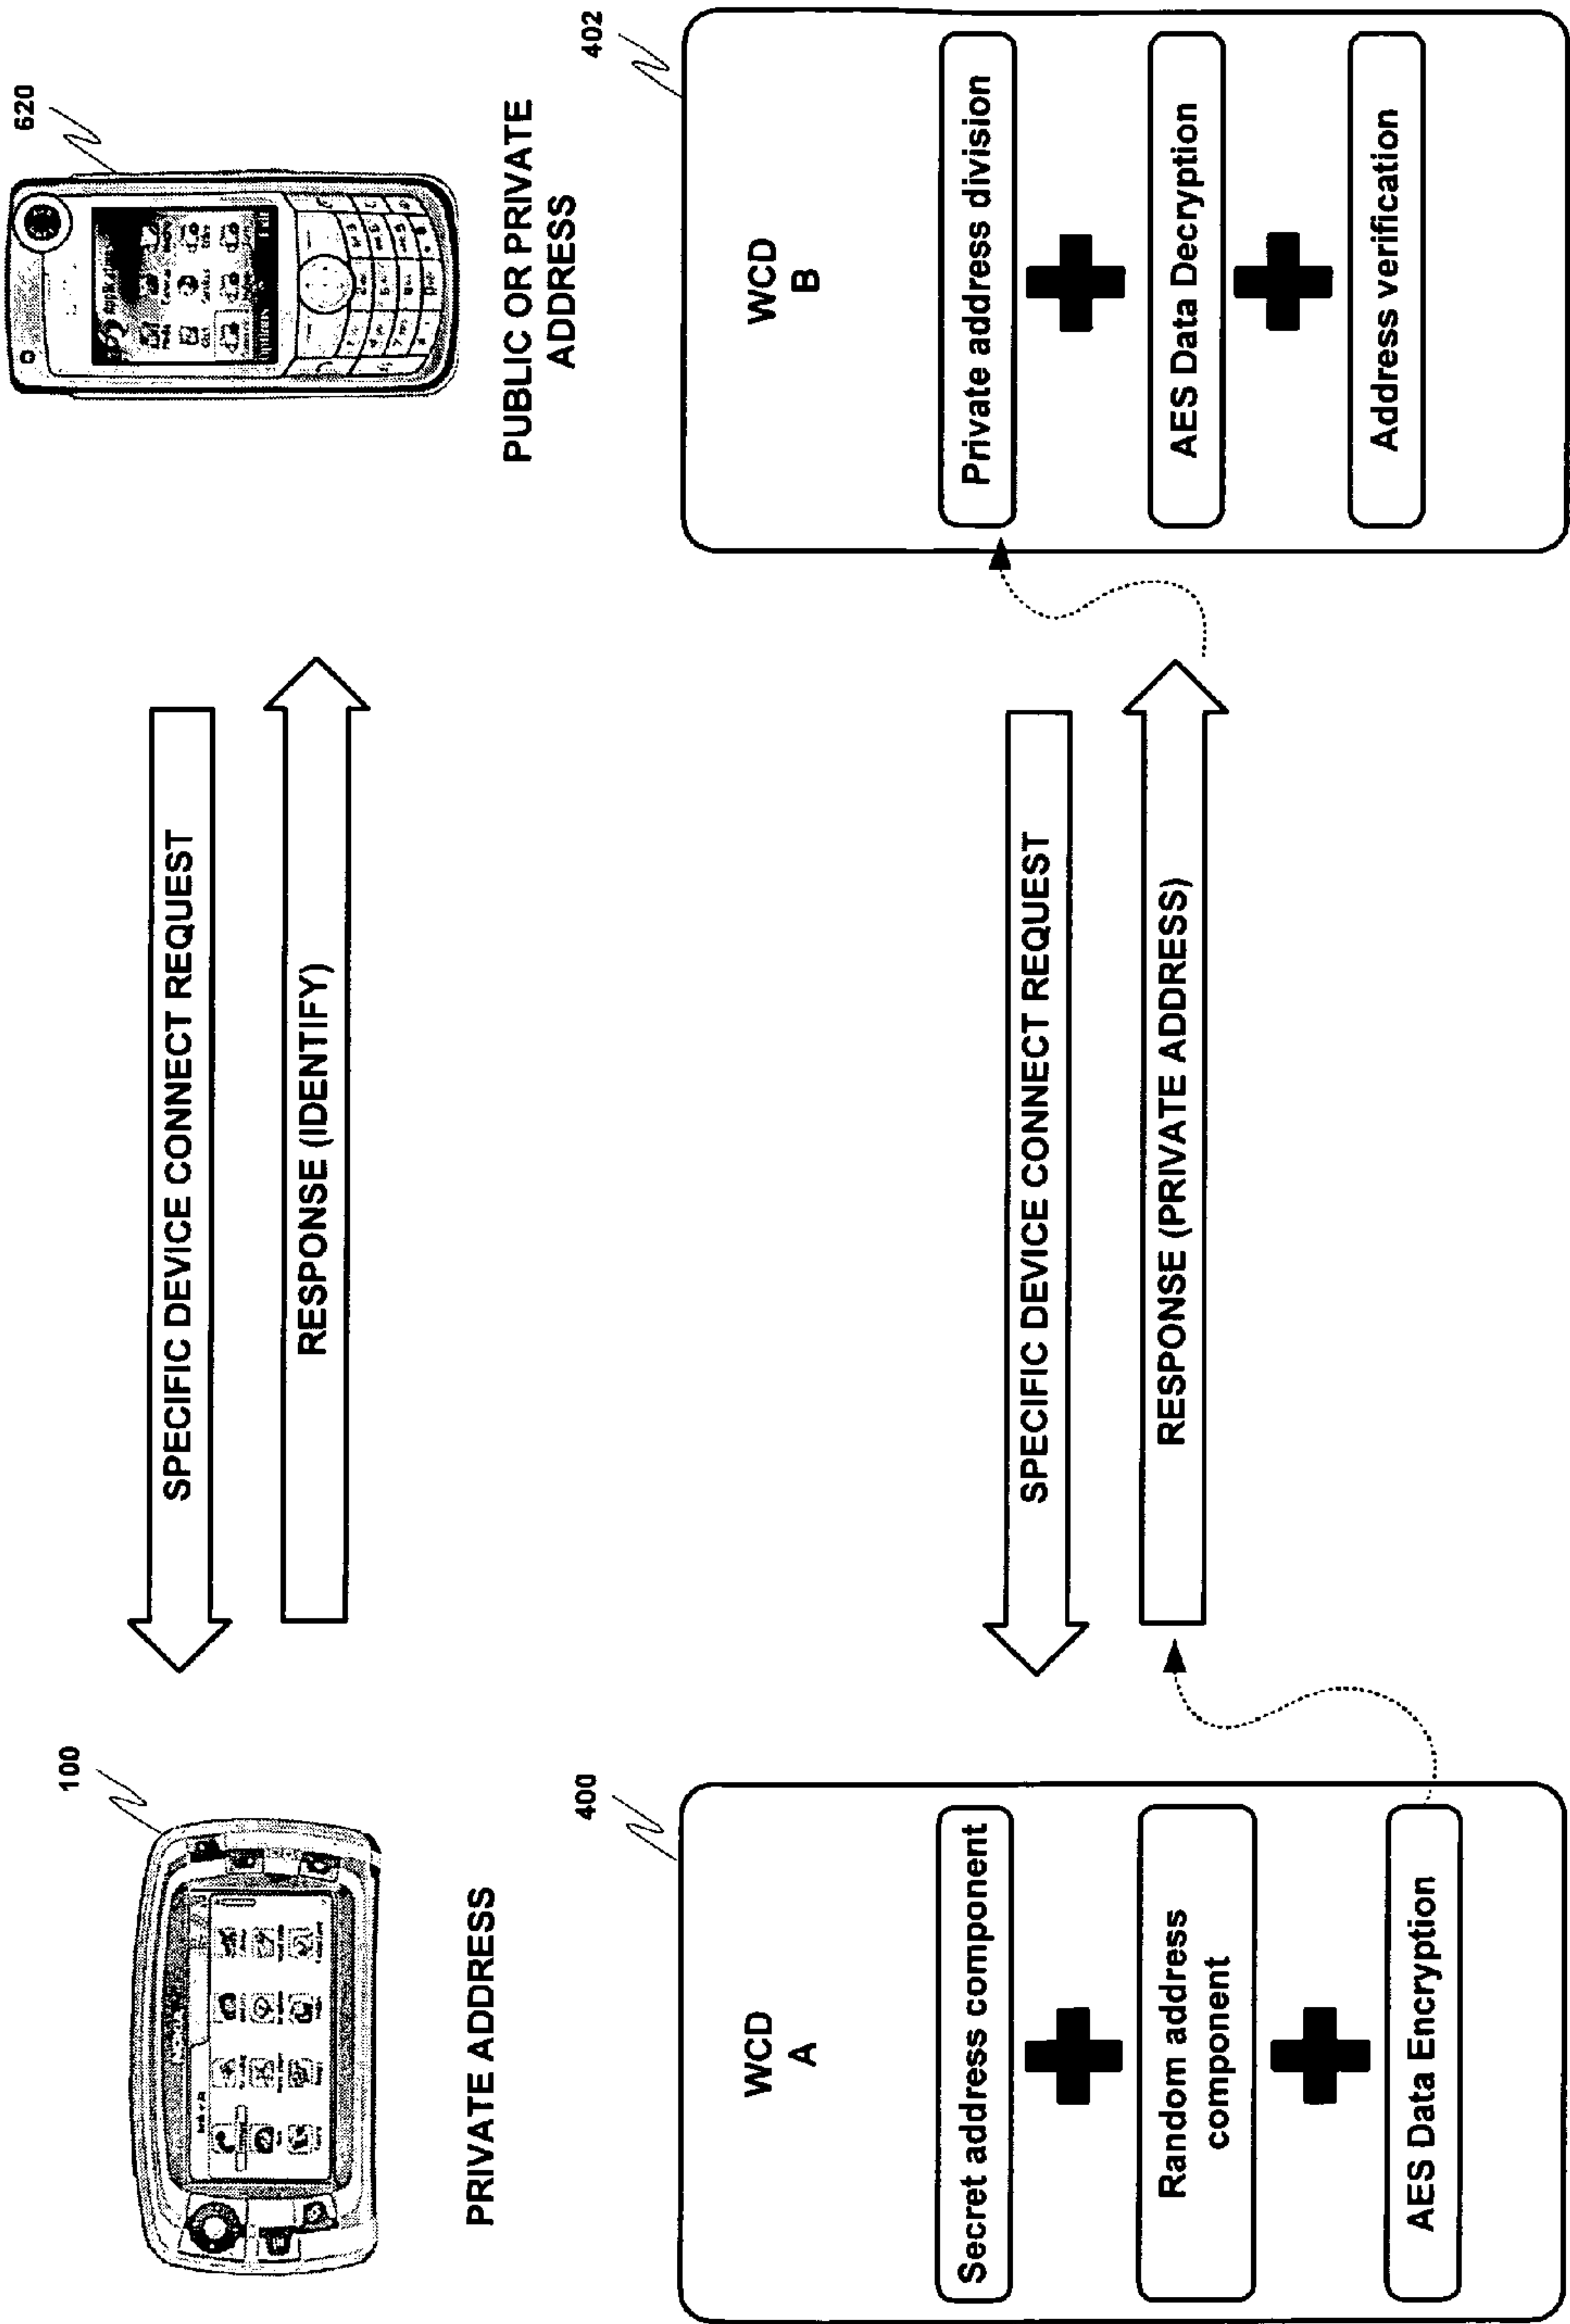 100
620
SPECIFIC DEVICE CONNECT REQUEST
RESPONSE (IDENTIFY)
PRIVATE ADDRESS
PUBLIC OR PRIVATE
ADDRESS
400
WCD
A
Secret address component
Random address
component
AES Data Encryption
SPECIFIC DEVICE CONNECT REQUEST
RESPONSE (PRIVATE ADDRESS)
402
WCD
B
Private address division
AES Data Decryption
Address verification